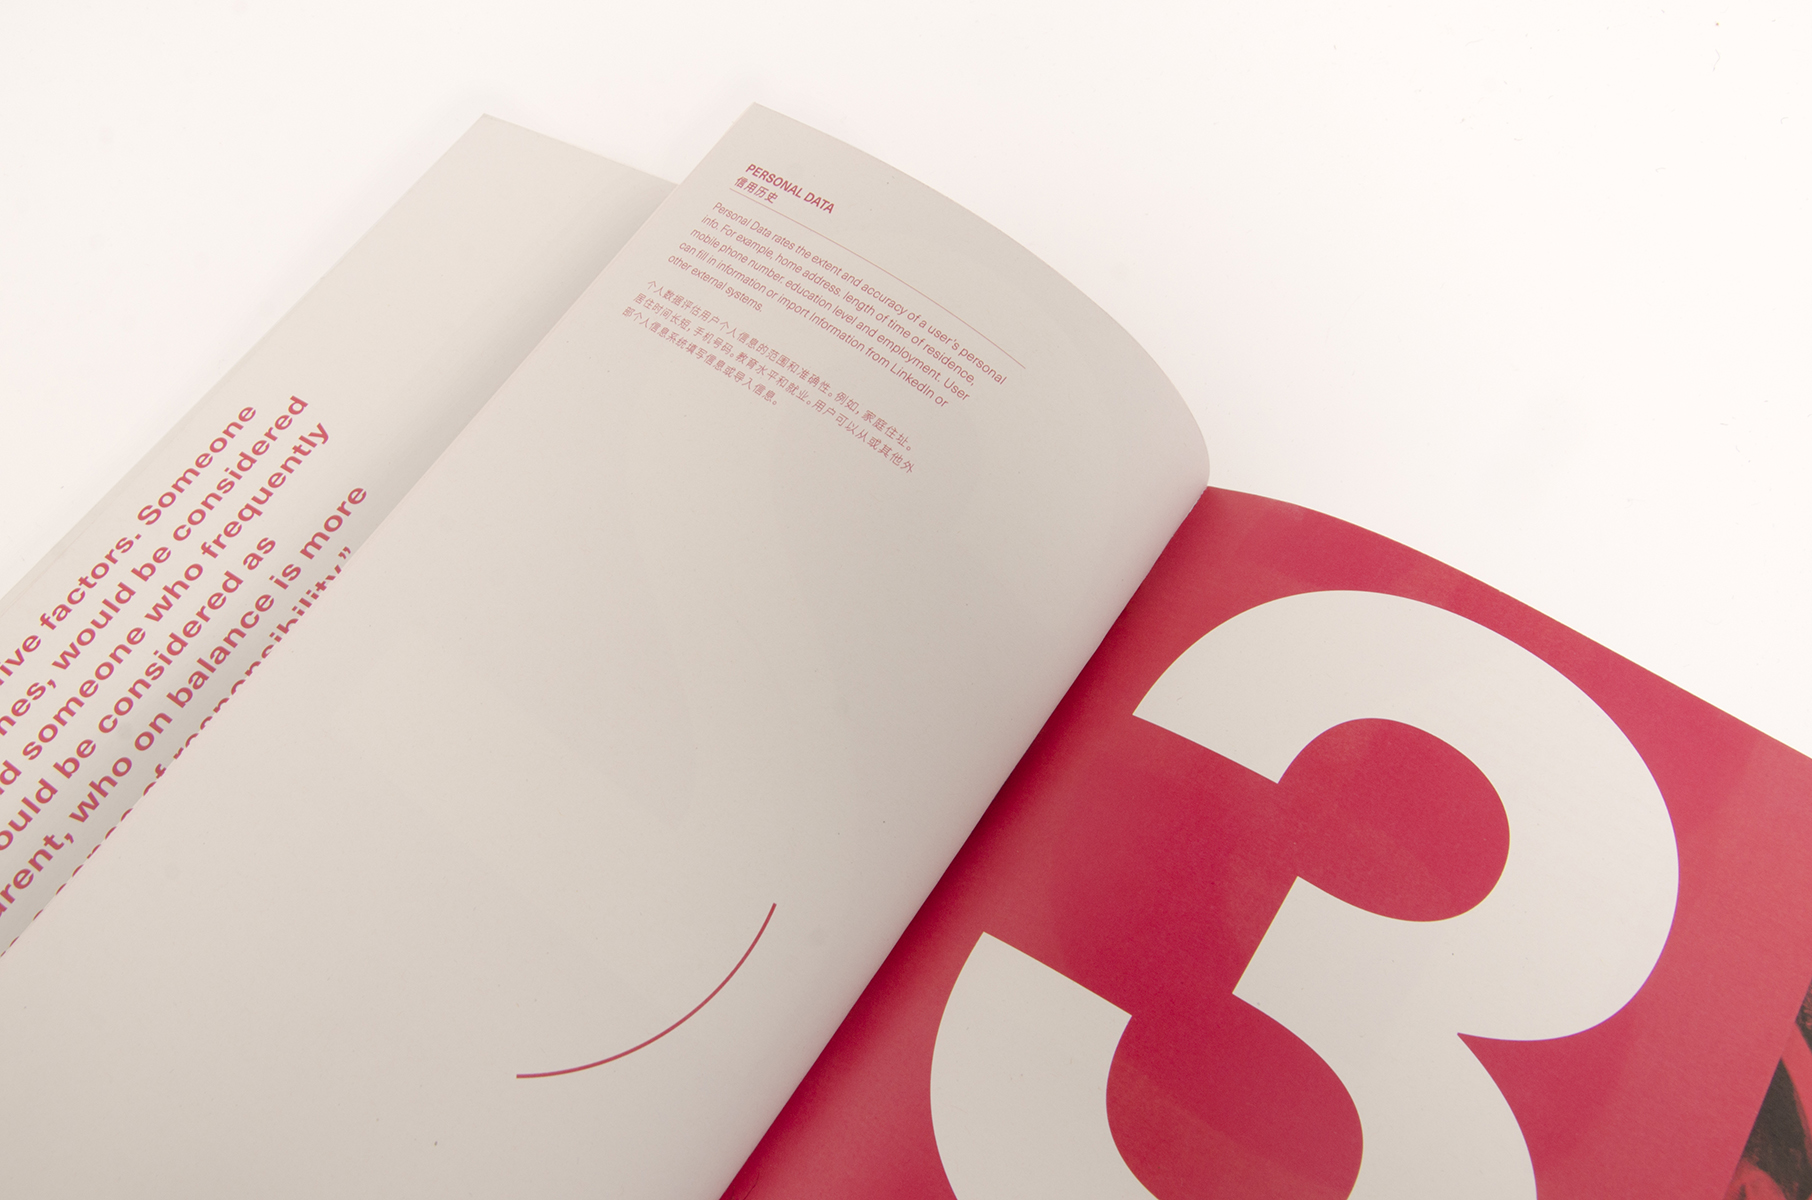 ive factors. Someone
nes, would be considered
d someone who frequently
ould be considered as
rent, who on balance is more
of responsibility.”
PERSONAL DATA
信用历史
Personal Data rates the extent and accuracy of a user’s personal
info. For example, home address, length of time of residence,
mobile phone number, education level and employment. User
can fill in information or import Information from LinkedIn or
other external systems.
个人数据评估用户个人信息的范围和准确性。例如，家庭住址。
居住时间长短，手机号码。教育水平和就业。用户可以从或其他外
部个人信息系统填写信息或导入信息。
3